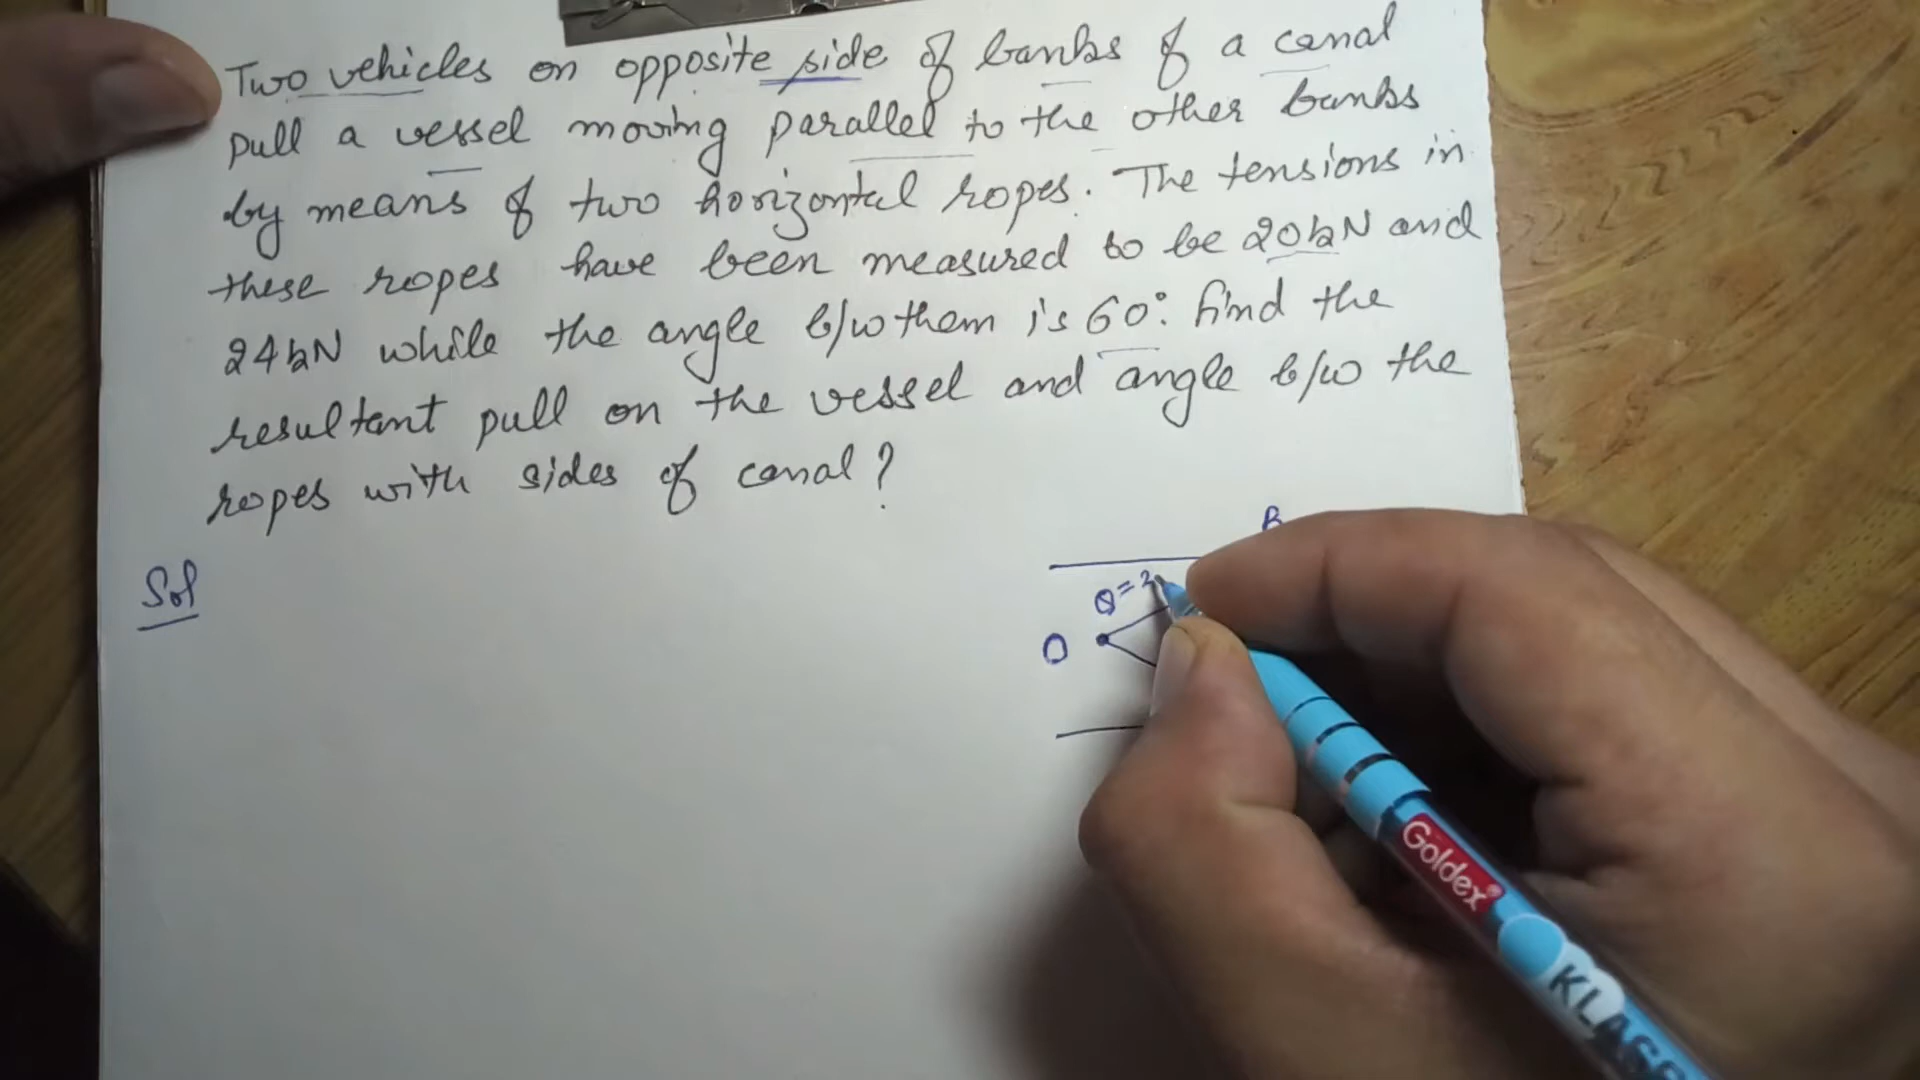 Two vehicles on opposite side of banks of a canal
pull a vessel moving parallel to the other banks
by means of two horizontal ropes. The tensions in
these ropes have been measured to be 20kN and
24kN while the angle b/w them is 60°. find the
resultant pull on the vessel and angle b/w the
ropes with sides of canal?
Sol
B
Q = 2
O
Goldex®
KLASS